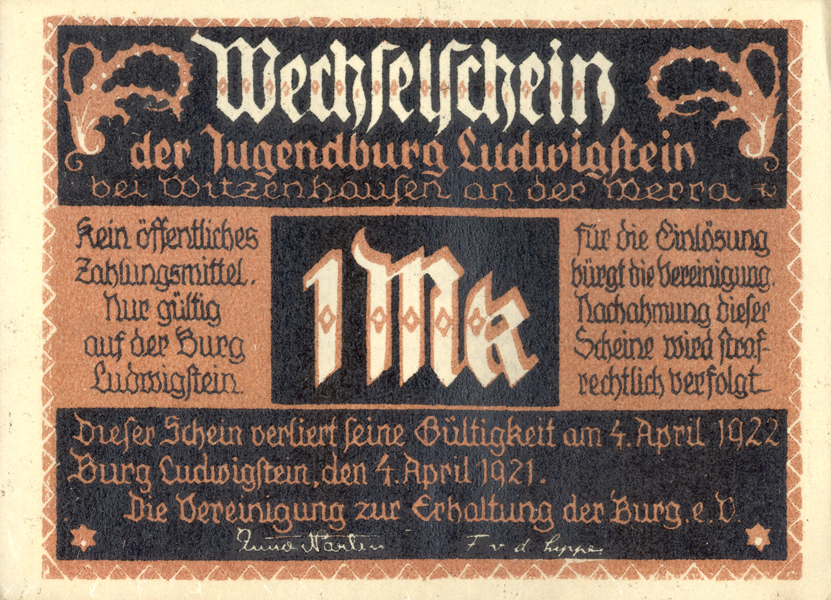 Wechselschein
der Jugendburg Ludwigstein
bei Witzenhausen an der Werra
Kein öffentliches
Zahlungsmittel.
Nur gültig
auf der Burg
Ludwigstein.
1 Mk
Für die Einlösung
bürgt die Vereinigung.
Nachahmung dieser
Scheine wird straf-
rechtlich verfolgt.
Dieser Schein verliert seine Gültigkeit am 4. April 1922
Burg Ludwigstein, den 4. April 1921.
Die Vereinigung zur Erhaltung der Burg. e. V.